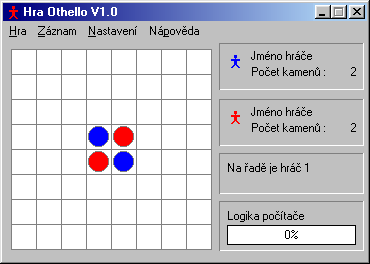 Hra Othello V1.0
Hra Záznam Nastavení Nápověda
Jméno hráče
Počet kamenů : 2
Jméno hráče
Počet kamenů : 2
Na řadě je hráč 1
Logika počítače
0%